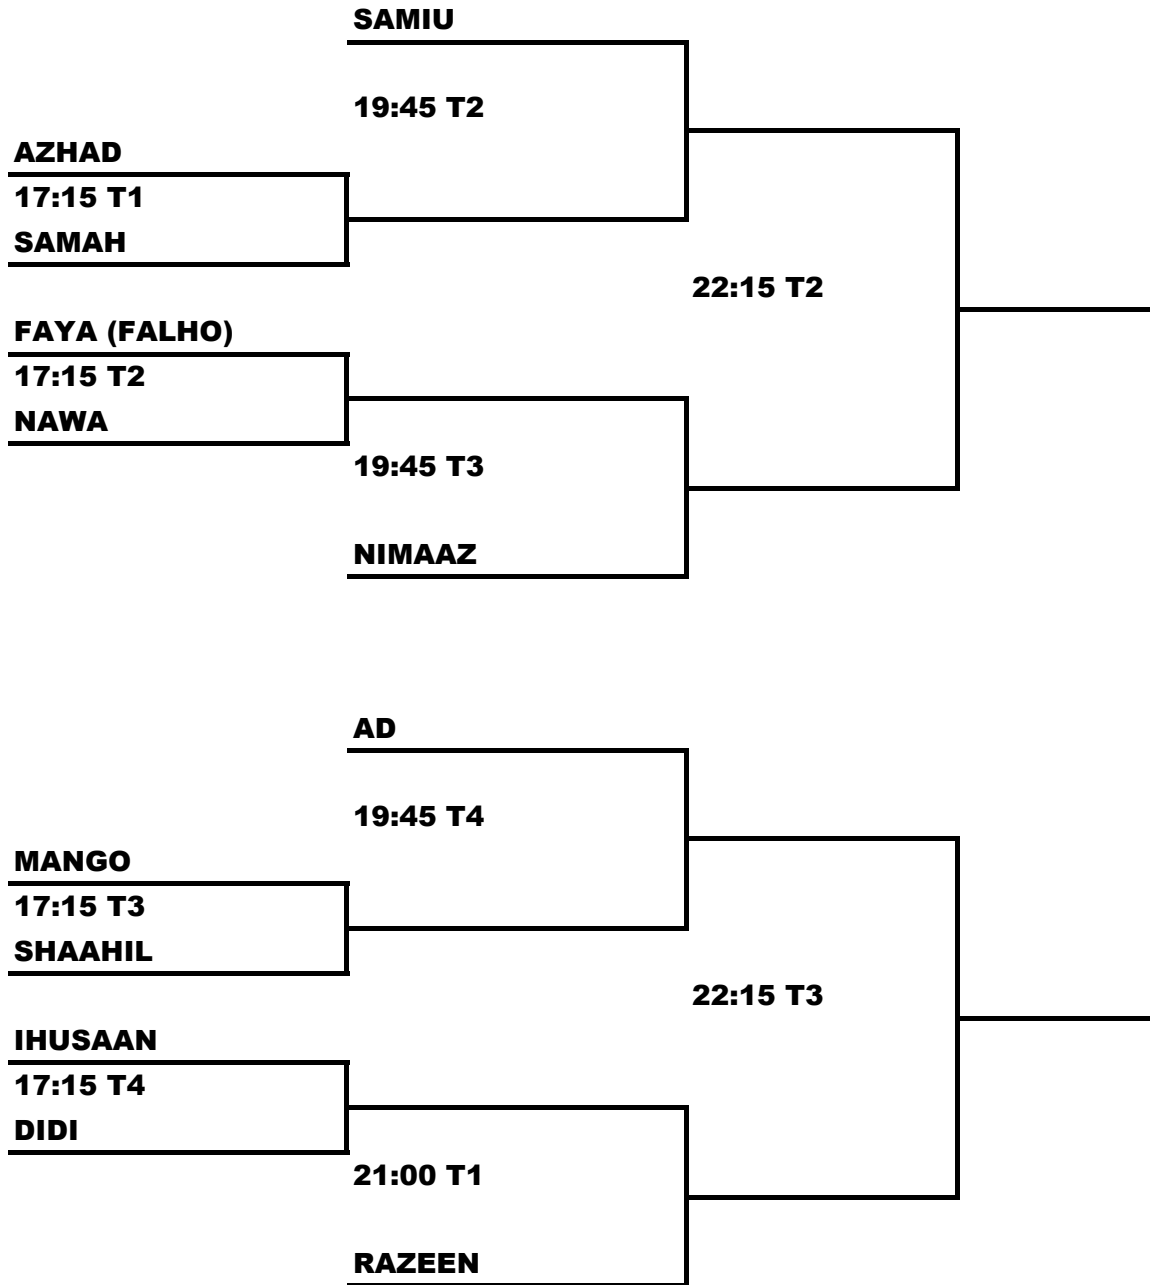 SAMIU
19:45 T2
AZHAD
17:15 T1
SAMAH
22:15 T2
FAYA (FALHO)
17:15 T2
NAWA
19:45 T3
NIMAAZ
AD
19:45 T4
MANGO
17:15 T3
SHAAHIL
22:15 T3
IHUSAAN
17:15 T4
DIDI
21:00 T1
RAZEEN